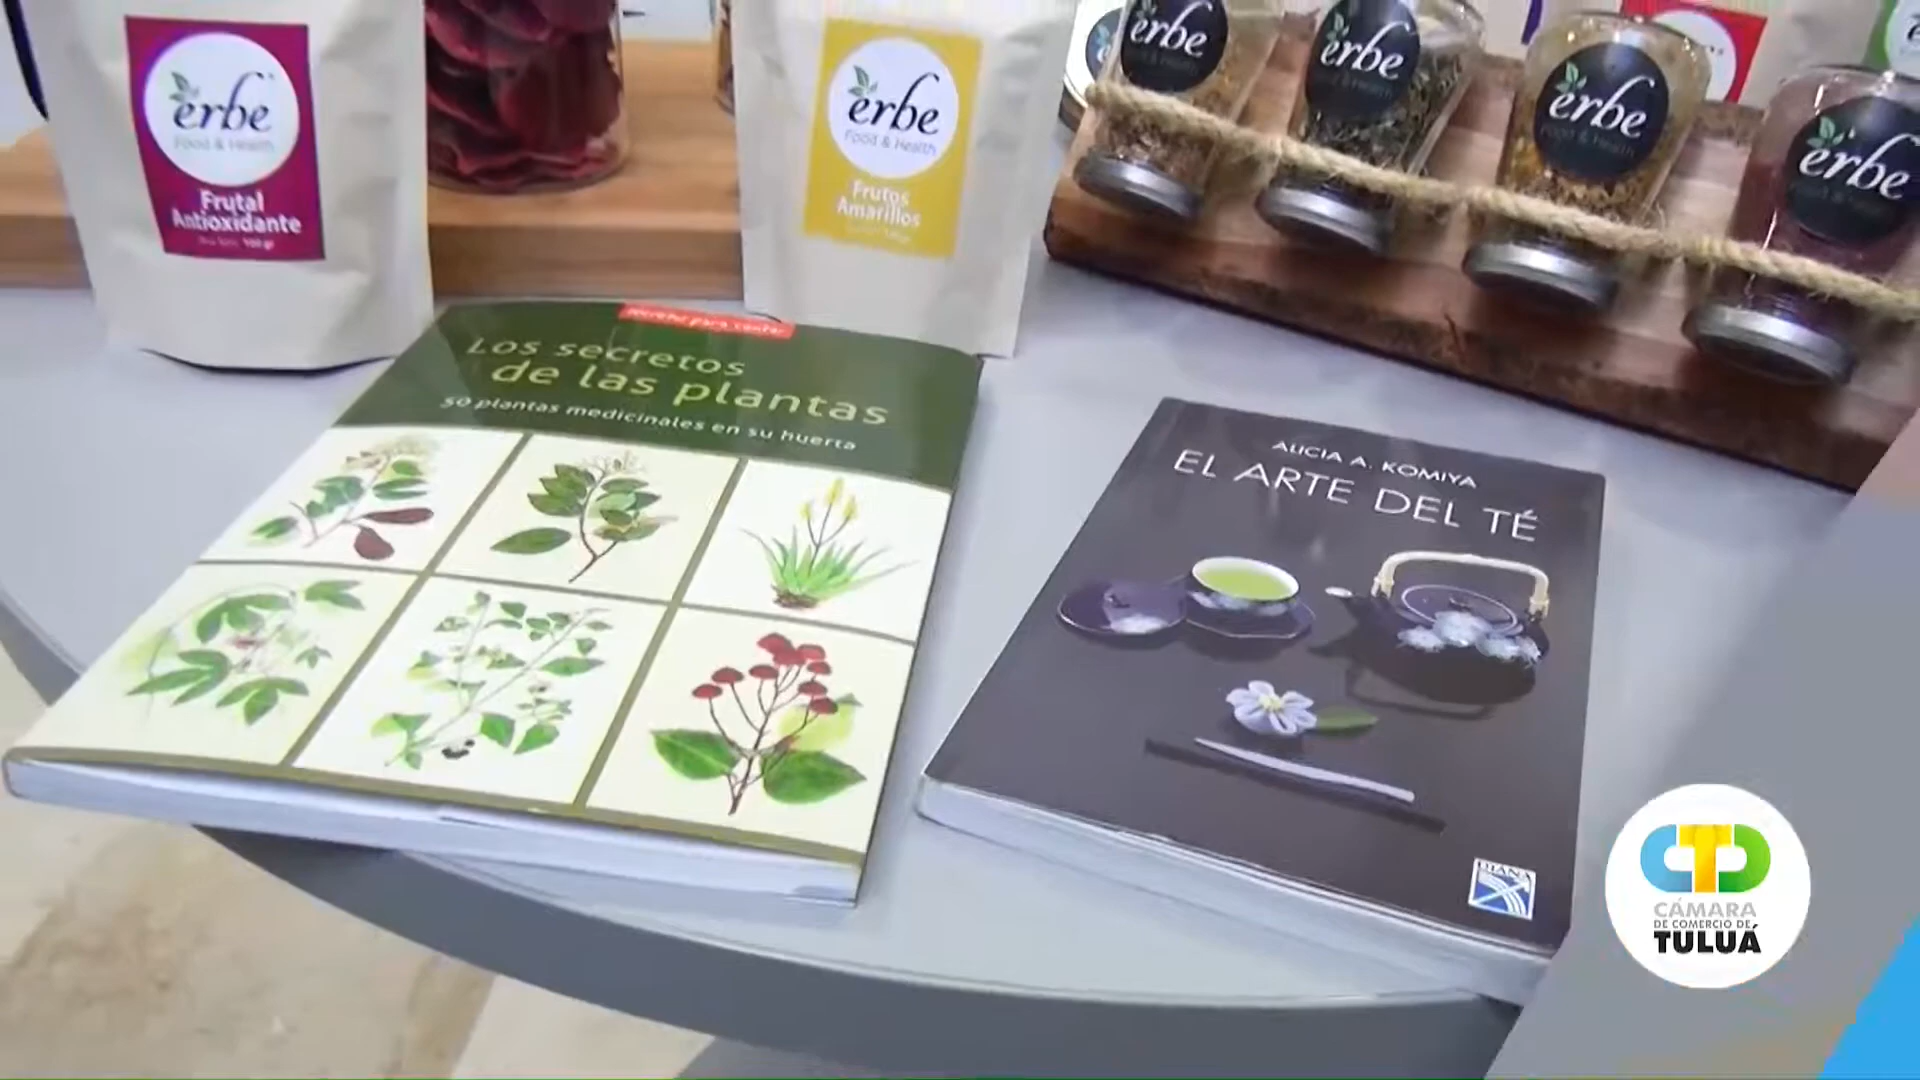 erbe
Food & Health
Frutal
Antioxidante
erbe
Food & Health
Frutos
Amarillos
erbe
erbe
erbe
Food & Health
erbe
Los secretos
de las plantas
50 plantas medicinales en su huerta
ALICIA A. KOMIYA
EL ARTE DEL TÉ
DIANA
CÁMARA
DE COMERCIO DE
TULUÁ